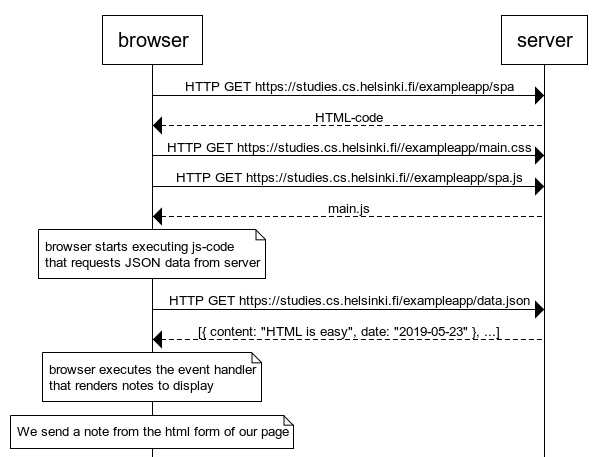 browser
server
HTTP GET https://studies.cs.helsinki.fi/exampleapp/spa
HTML-code
HTTP GET https://studies.cs.helsinki.fi//exampleapp/main.css
HTTP GET https://studies.cs.helsinki.fi//exampleapp/spa.js
main.js
browser starts executing js-code
that requests JSON data from server
HTTP GET https://studies.cs.helsinki.fi/exampleapp/data.json
[{ content: "HTML is easy", date: "2019-05-23" }, ...]
browser executes the event handler
that renders notes to display
We send a note from the html form of our page